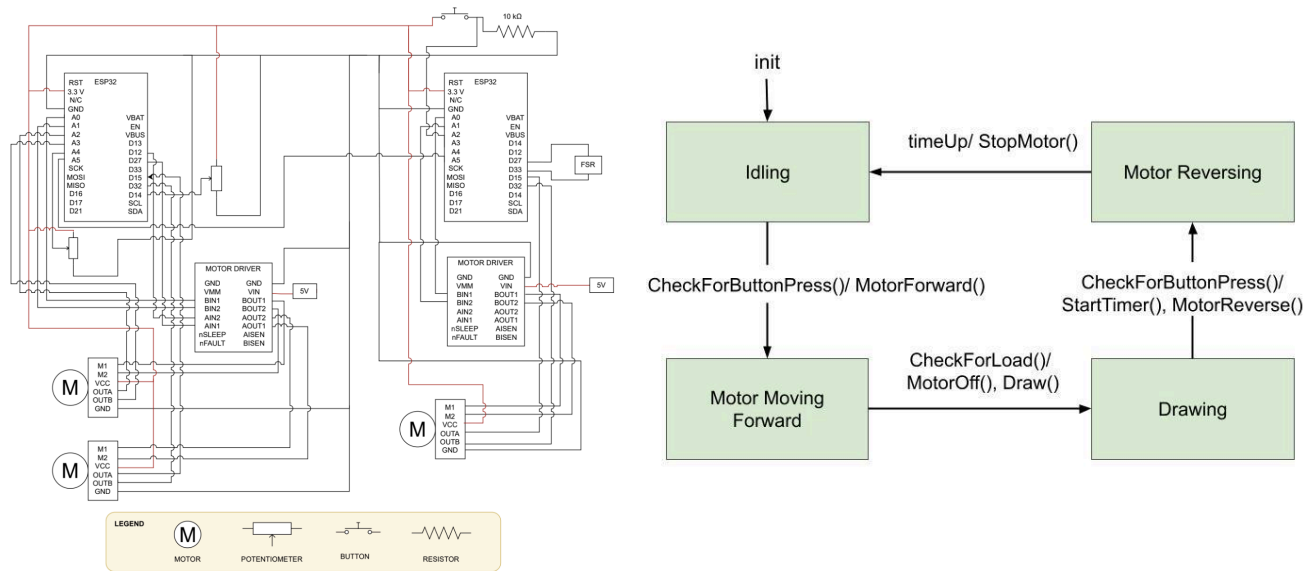 10 kΩ
ESP32
RST
3.3 V
N/C
GND
A0
A1
A2
A3
A4
A5
SCK
MOSI
MISO
D16
D17
D21
VBAT
EN
VBUS
D13
D12
D27
D33
D15
D32
D14
SCL
SDA
ESP32
RST
3.3 V
N/C
GND
A0
A1
A2
A3
A4
A5
SCK
MOSI
MISO
D16
D17
D21
VBAT
EN
VBUS
D14
D12
D27
D33
D15
D32
D14
SCL
SDA
FSR
MOTOR DRIVER
GND
VMM
BIN1
BIN2
AIN2
AIN1
nSLEEP
nFAULT
GND
VIN
BOUT1
BOUT2
AOUT2
AOUT1
AISEN
BISEN
5V
MOTOR DRIVER
GND
VMM
BIN1
BIN2
AIN2
AIN1
nSLEEP
nFAULT
GND
VIN
BOUT1
BOUT2
AOUT2
AOUT1
AISEN
BISEN
5V
M
M1
M2
VCC
OUTA
OUTB
GND
M
M1
M2
VCC
OUTA
OUTB
GND
M
M1
M2
VCC
OUTA
OUTB
GND
LEGEND
M
MOTOR
POTENTIOMETER
BUTTON
RESISTOR
init
Idling
timeUp/ StopMotor()
Motor Reversing
CheckForButtonPress()/ MotorForward()
CheckForButtonPress()/
StartTimer(), MotorReverse()
Motor Moving
Forward
CheckForLoad()/
MotorOff(), Draw()
Drawing